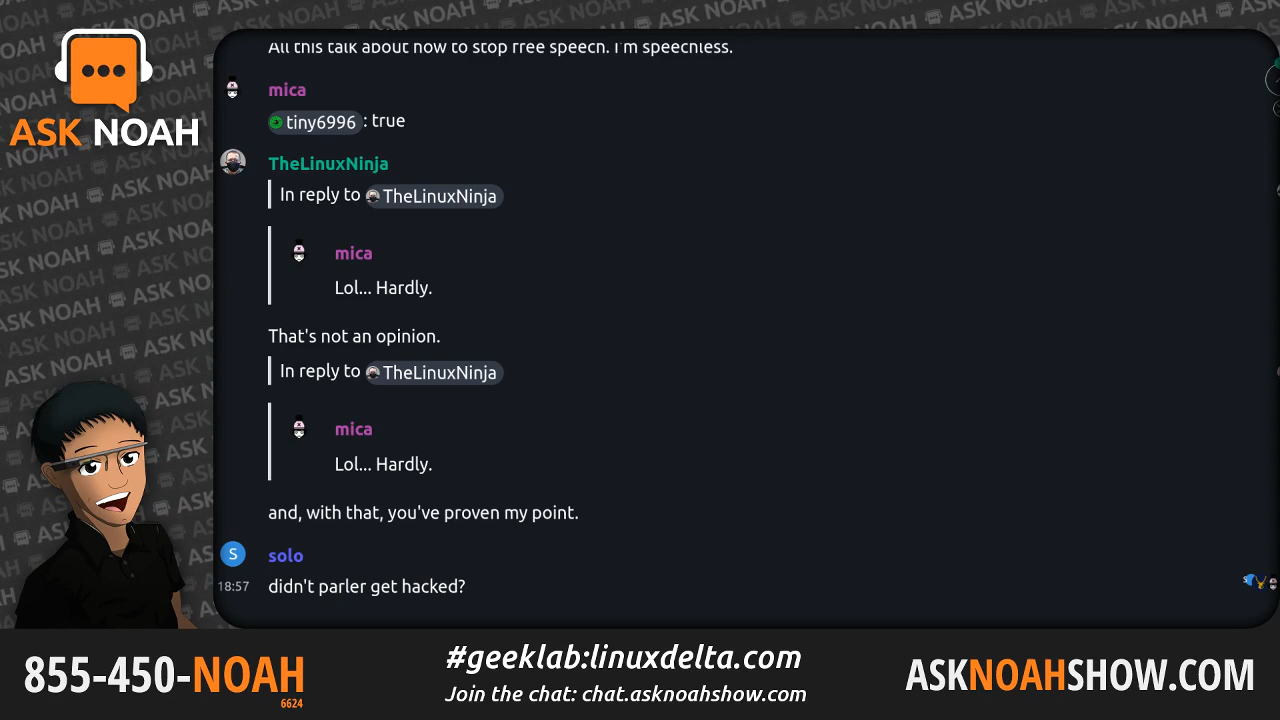 All this talk about how to stop free speech. I'm speechless.
mica
tiny6996 : true
TheLinuxNinja
In reply to TheLinuxNinja
mica
Lol... Hardly.
That's not an opinion.
In reply to TheLinuxNinja
mica
Lol... Hardly.
and, with that, you've proven my point.
S solo
18:57 didn't parler get hacked?
ASK NOAH
855-450-NOAH
6624
#geeklab:linuxdelta.com
Join the chat: chat.asknoahshow.com
ASKNOAHSHOW.COM